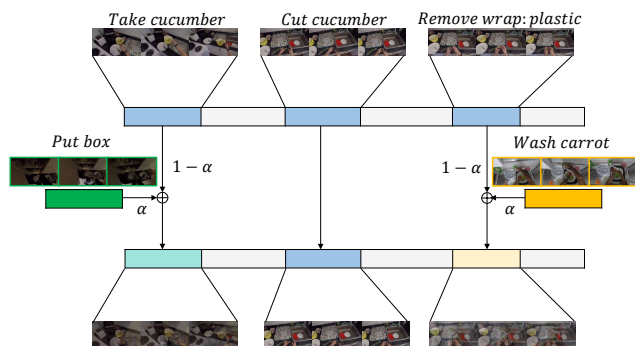 Take cucumber
Cut cucumber
Remove wrap: plastic
Put box
1 − α
1 − α
Wash carrot
α
α